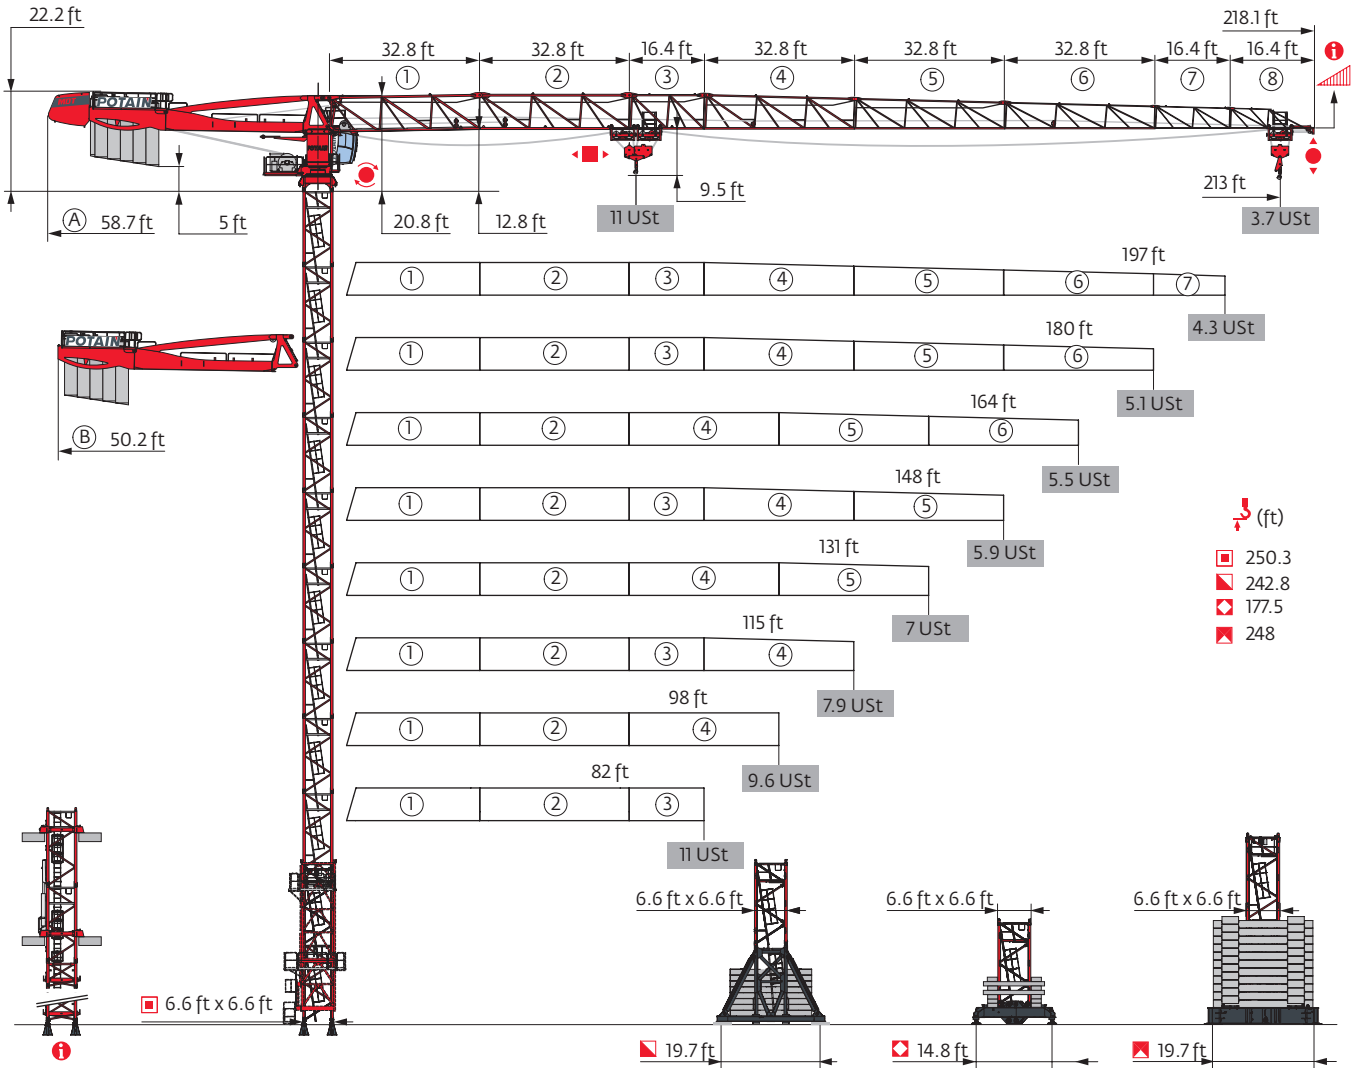 22.2 ft
218.1 ft
32.8 ft
32.8 ft
16.4 ft
32.8 ft
32.8 ft
32.8 ft
16.4 ft
16.4 ft
1
2
3
4
5
6
7
8
i
POTAIN
9.5 ft
213 ft
11 USt
3.7 USt
A 58.7 ft
5 ft
20.8 ft
12.8 ft
197 ft
1 2 3 4 5 6 7
4.3 USt
POTAIN
180 ft
1 2 3 4 5 6
5.1 USt
B 50.2 ft
164 ft
1 2 4 5 6
5.5 USt
148 ft
1 2 3 4 5
5.9 USt
(ft)
250.3
242.8
177.5
248
131 ft
1 2 4 5
7 USt
115 ft
1 2 3 4
7.9 USt
98 ft
1 2 4
9.6 USt
82 ft
1 2 3
11 USt
6.6 ft x 6.6 ft
6.6 ft x 6.6 ft
6.6 ft x 6.6 ft
6.6 ft x 6.6 ft
i
19.7 ft
14.8 ft
19.7 ft